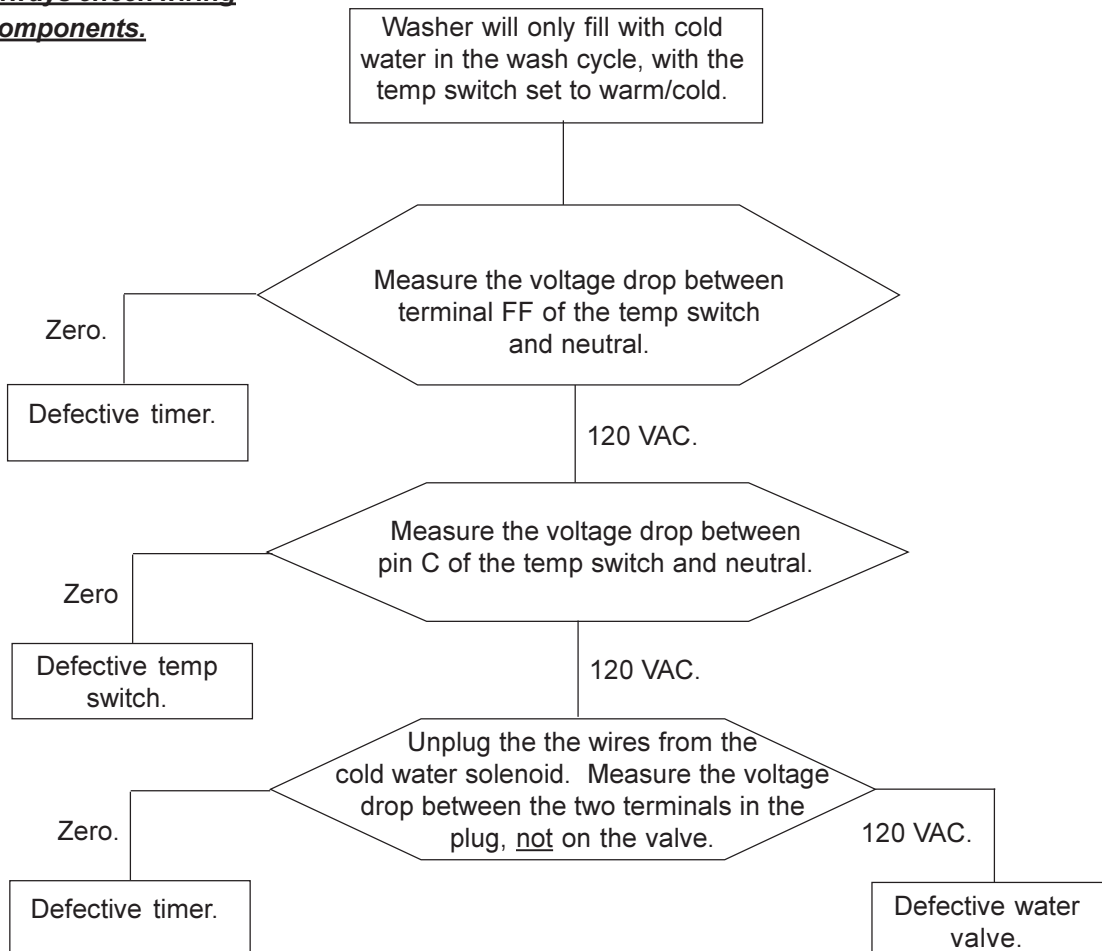 components.
Washer will only fill with cold
water in the wash cycle, with the
temp switch set to warm/cold.
Measure the voltage drop between
terminal FF of the temp switch
and neutral.
Zero.
Defective timer.
120 VAC.
Measure the voltage drop between
pin C of the temp switch and neutral.
Zero
Defective temp
switch.
120 VAC.
Unplug the the wires from the
cold water solenoid. Measure the voltage
drop between the two terminals in the
plug, not on the valve.
Zero.
120 VAC.
Defective timer.
Defective water
valve.